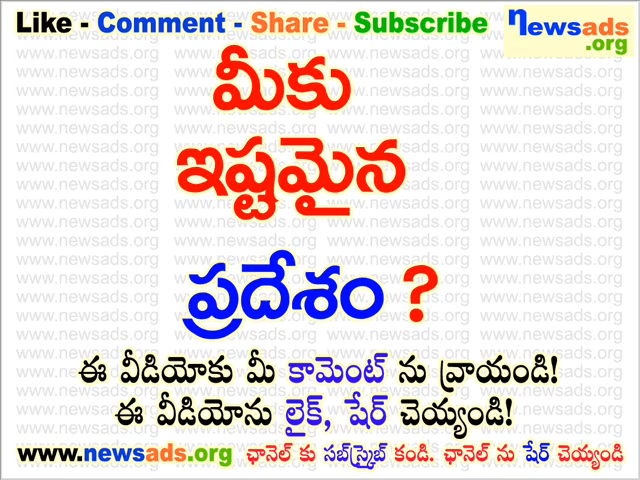 Like - Comment - Share - Subscribe
newsads
.org
మీకు
ఇష్టమైన
ప్రదేశం ?
ఈ వీడియోకు మీ కామెంట్ ను వ్రాయండి!
ఈ వీడియోను లైక్, షేర్ చెయ్యండి!
www.newsads.org ఛానెల్ కు సబ్‌స్క్రైబ్ కండి. ఛానెల్ ను షేర్ చెయ్యండి